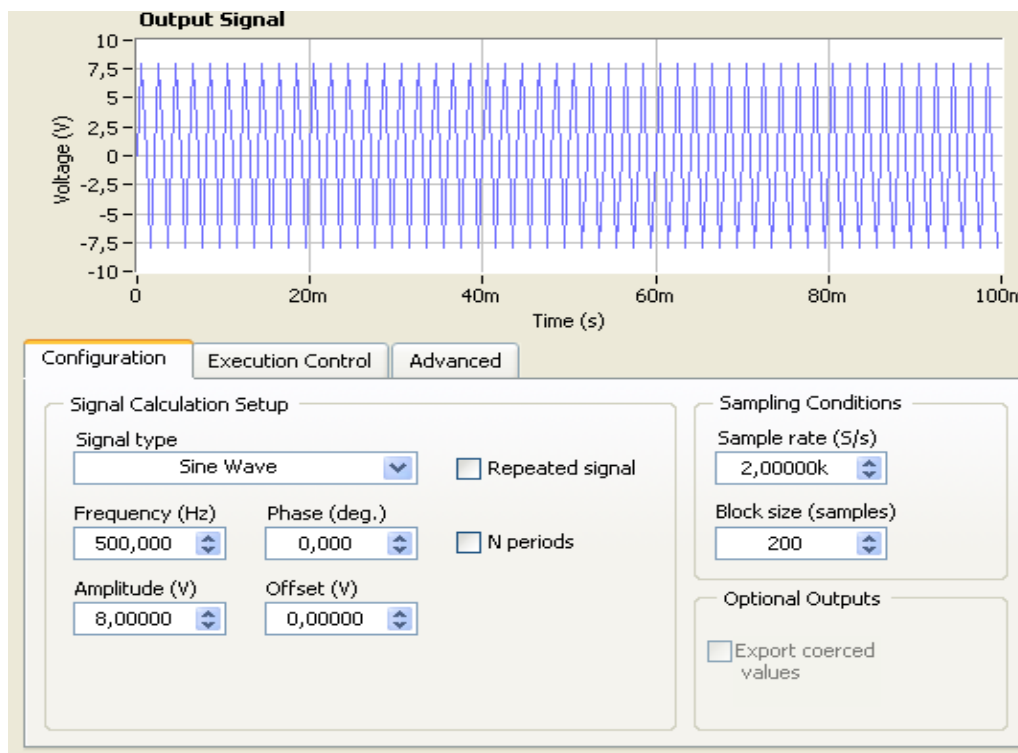 Output Signal
10
7,5
5
2,5
0
-2,5
-5
-7,5
-10
Voltage (V)
0 20m 40m 60m 80m 100m
Time (s)
Configuration Execution Control Advanced
Signal Calculation Setup
Signal type
Sine Wave
Repeated signal
Frequency (Hz) Phase (deg.)
500,000 0,000
N periods
Amplitude (V) Offset (V)
8,00000 0,00000
Sampling Conditions
Sample rate (S/s)
2,00000k
Block size (samples)
200
Optional Outputs
Export coerced
values